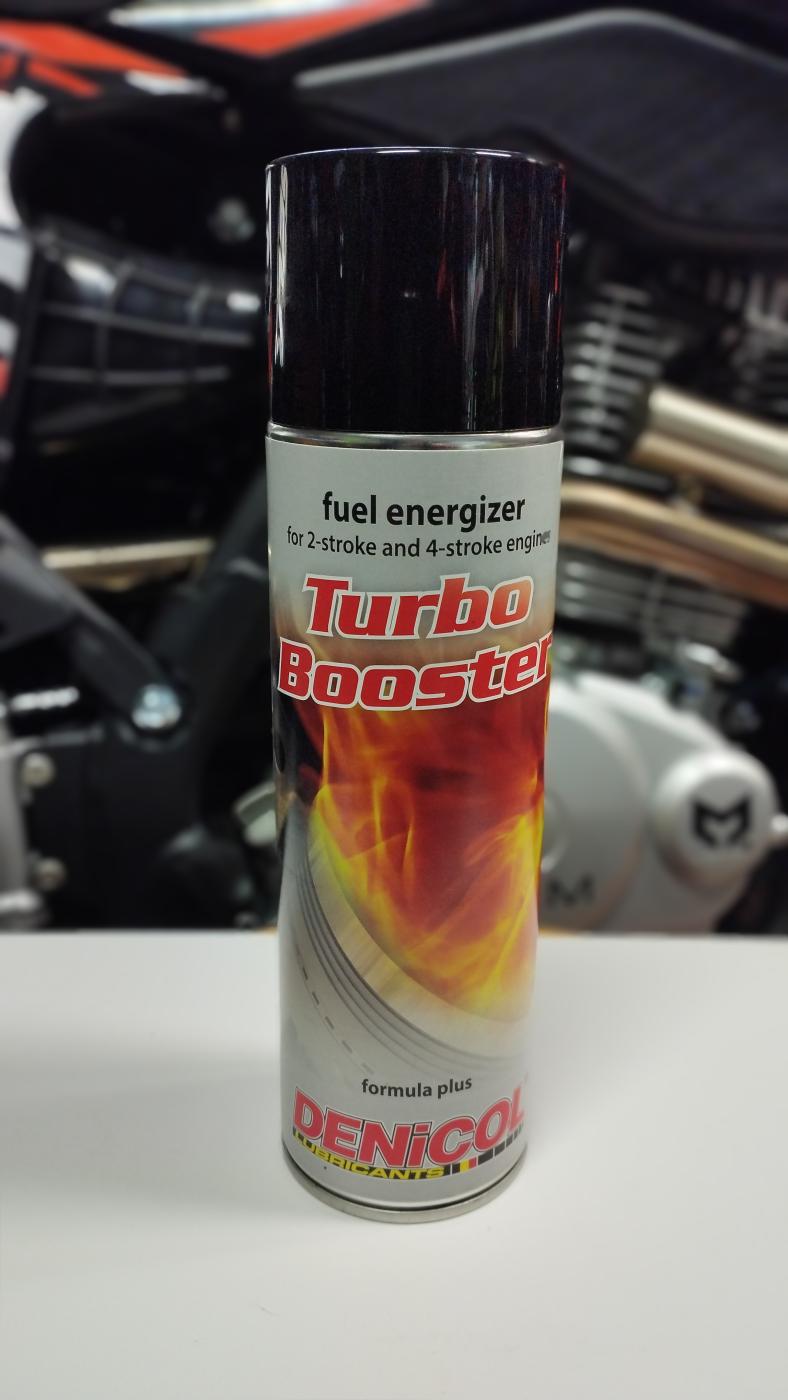 fuel energizer
for 2-stroke and 4-stroke engines
Turbo
Booster
formula plus
DENiCOL
LUBRICANTS